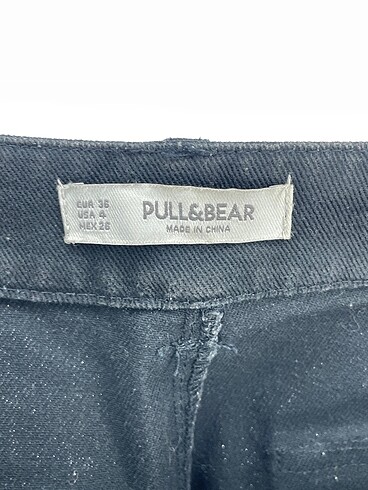 EUR 36
USA 4
MEX 26
PULL&BEAR
MADE IN CHINA